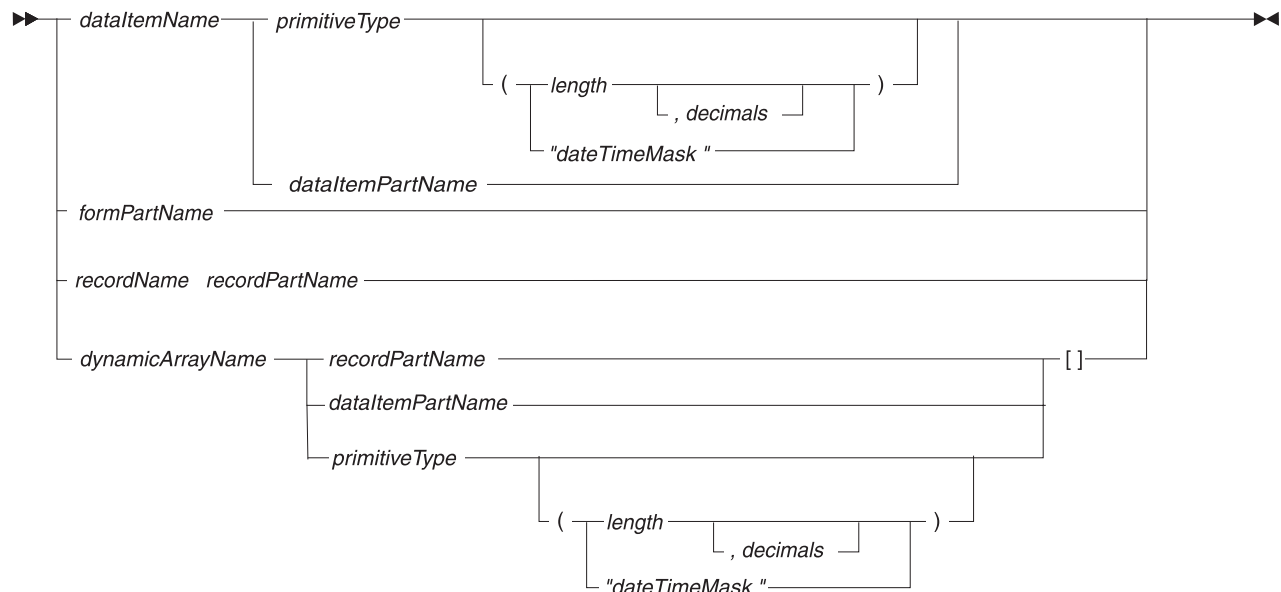 dataItemName primitiveType
( length )
, decimals
"dateTimeMask "
dataItemPartName
formPartName
recordName recordPartName
dynamicArrayName recordPartName [ ]
dataItemPartName
primitiveType
( length )
, decimals
"dateTimeMask "